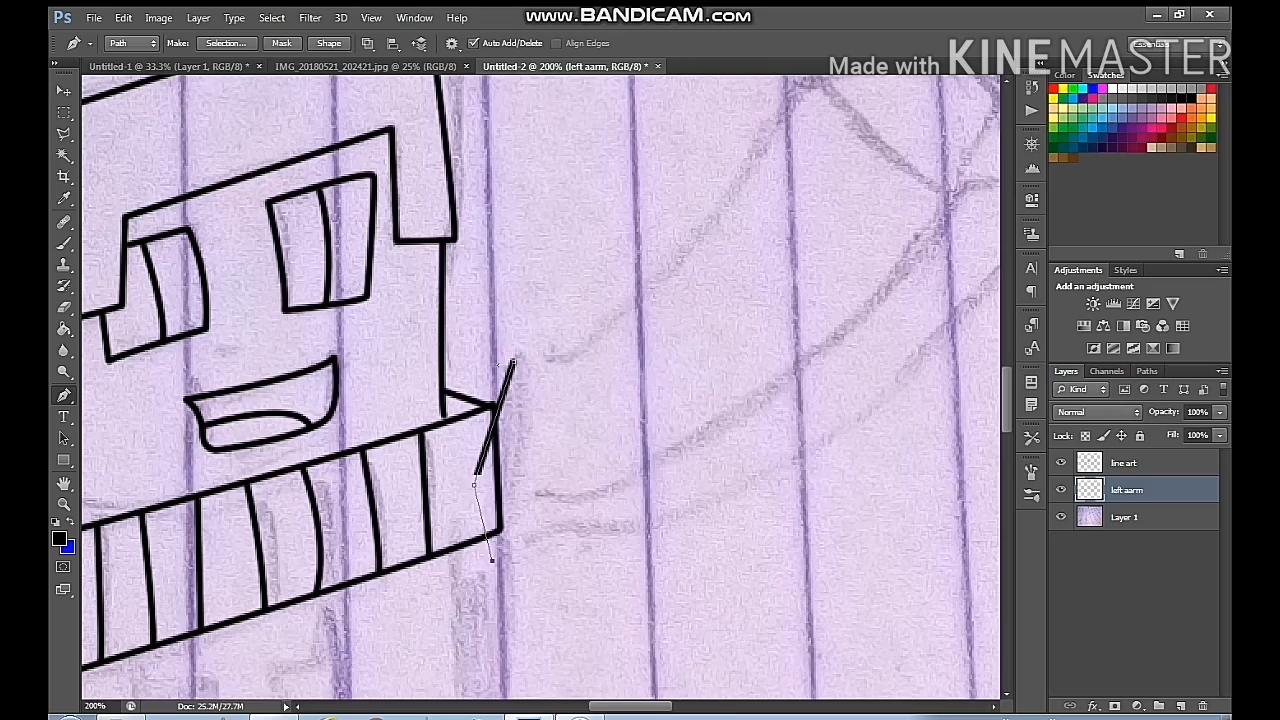 www.BANDICAM.com
Ps File Edit Image Layer Type Select Filter 3D View Window Help
Path Make: Selection... Mask Shape Auto Add/Delete Align Edges Essentials
Made with KINEMASTER
Untitled-1 @ 33.3% (Layer 1, RGB/8) * × IMG_20180521_202421.jpg @ 25% (RGB/8) × Untitled-2 @ 200% (left aarm, RGB/8) * ×
Color Swatches
Adjustments Styles
Add an adjustment
Layers Channels Paths
Kind
Normal Opacity: 100%
Lock: Fill: 100%
line art
left aarm
Layer 1
200% Doc: 25.2M/27.7M